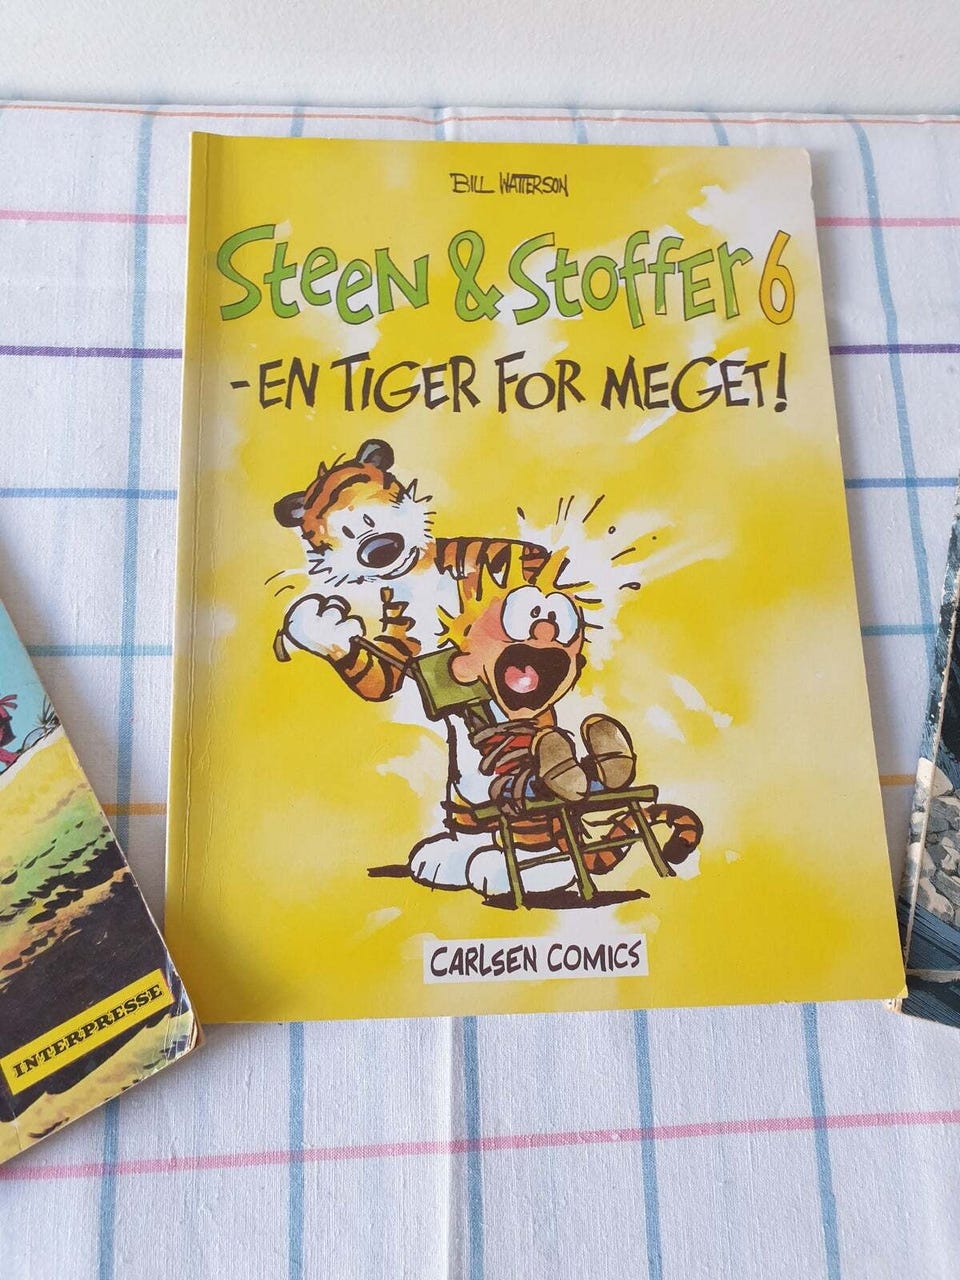 BILL WATTERSON
Steen & Stoffer 6
- EN TIGER FOR MEGET!
CARLSEN COMICS
INTERPRESSE